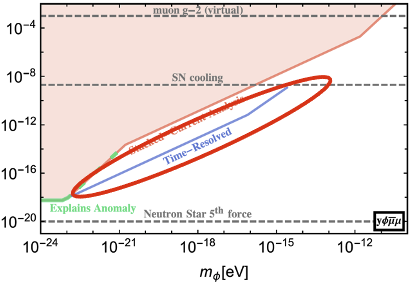 muon g−2 (virtual)
10⁻⁴
10⁻⁸
SN cooling
10⁻¹²
Stacked−Current Analysis
Time−Resolved
10⁻¹⁶
Explains Anomaly
Neutron Star 5ᵗʰ force
10⁻²⁰
yϕμ̅μ
10⁻²⁴ 10⁻²¹ 10⁻¹⁸ 10⁻¹⁵ 10⁻¹²
m_ϕ[eV]